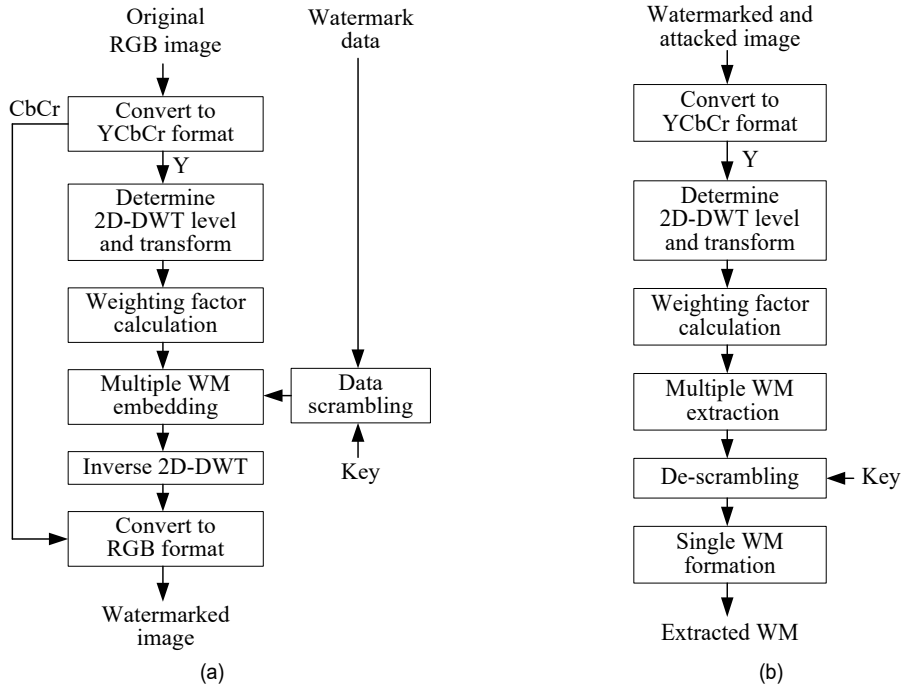 Original
RGB image
Watermark
data
CbCr
Convert to
YCbCr format
Y
Determine
2D-DWT level
and transform
Weighting factor
calculation
Multiple WM
embedding
Data
scrambling
Key
Inverse 2D-DWT
Convert to
RGB format
Watermarked
image
(a)
Watermarked and
attacked image
Convert to
YCbCr format
Y
Determine
2D-DWT level
and transform
Weighting factor
calculation
Multiple WM
extraction
De-scrambling
Key
Single WM
formation
Extracted WM
(b)